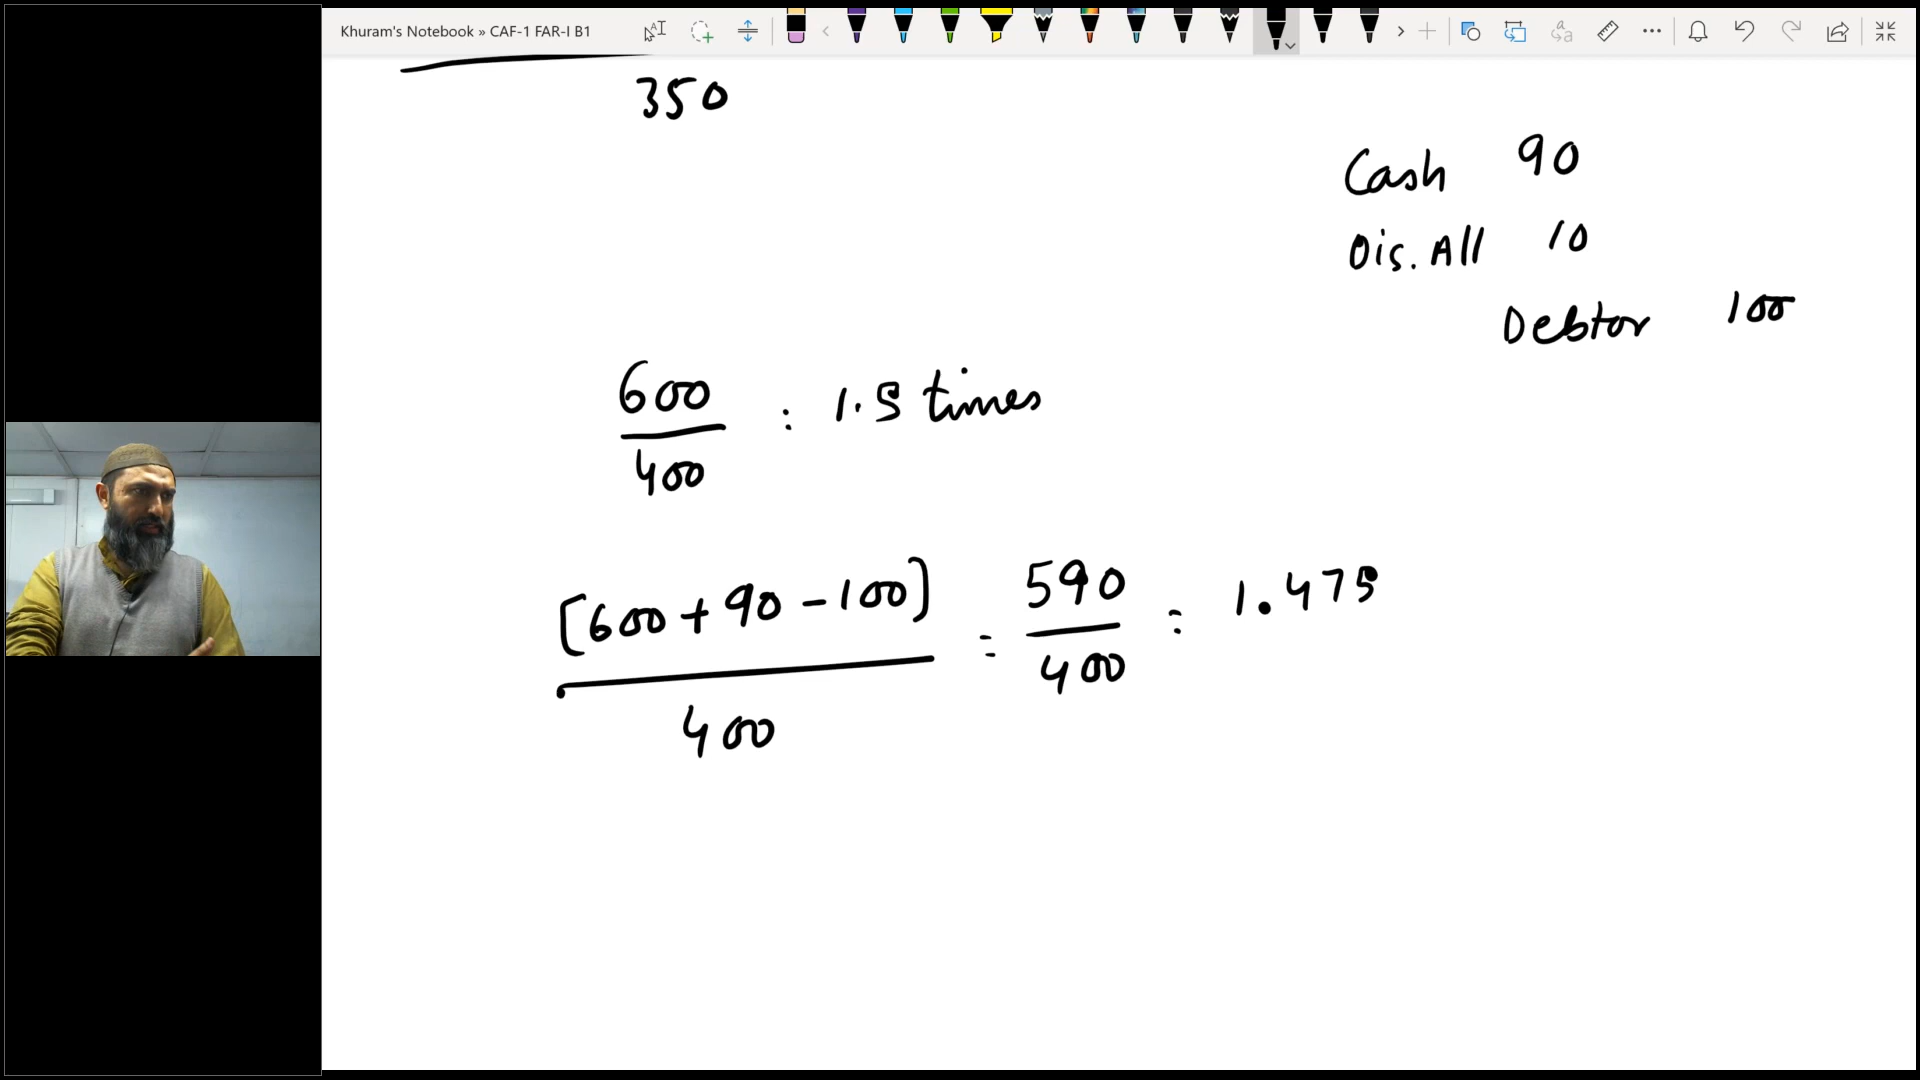 Khuram's Notebook » CAF-1 FAR-I B1
350
Cash 90
Dis. All 10
Debtor 100
600
400
: 1.5 times
[600 + 90 - 100]
400
= 590
400
= 1.475